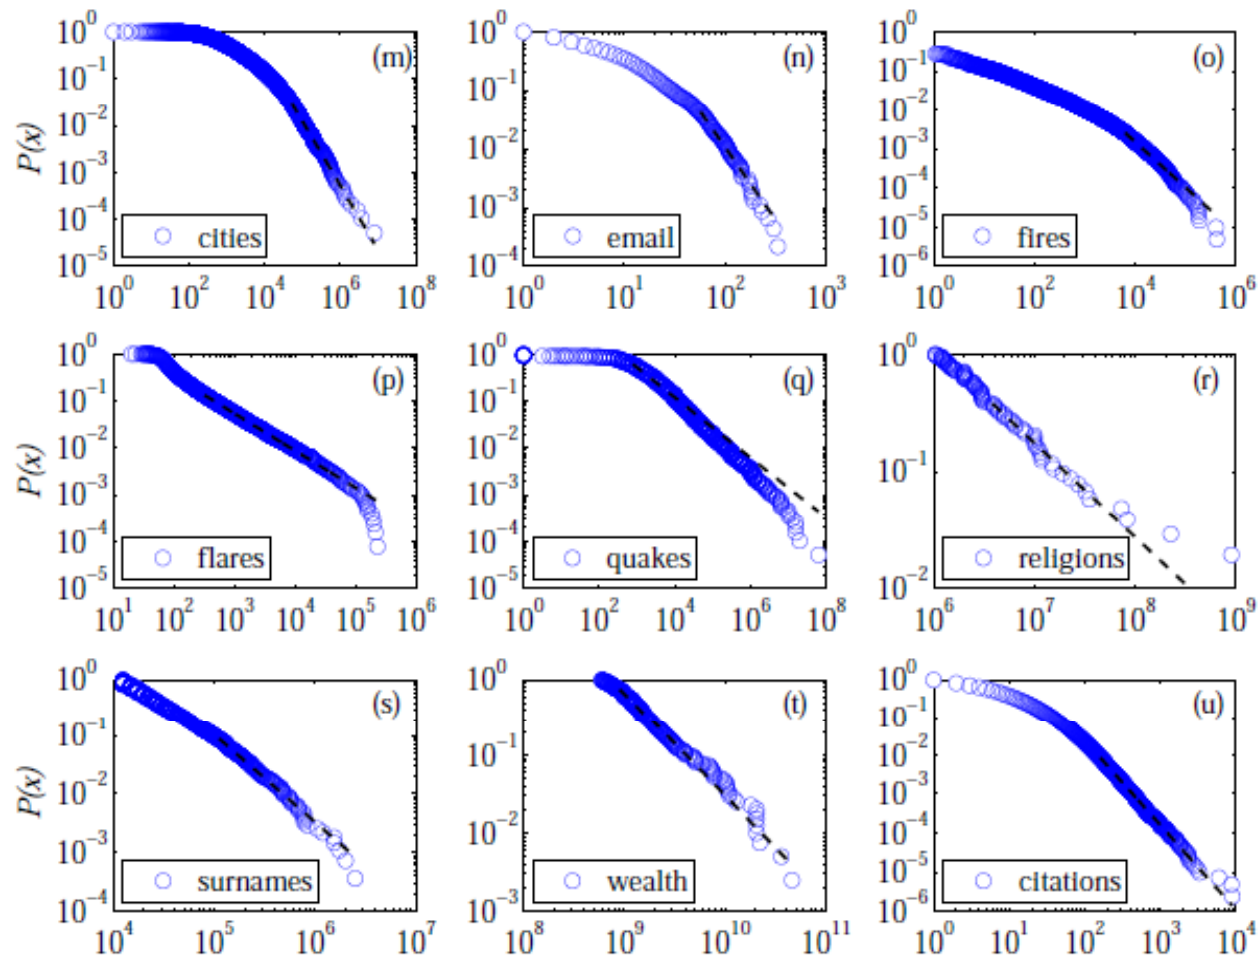 10^0
10^-1
10^-2
10^-3
10^-4
10^-5
P(x)
(m)
cities
10^0 10^2 10^4 10^6 10^8
10^0
10^-1
10^-2
10^-3
10^-4
(n)
email
10^0 10^1 10^2 10^3
10^0
10^-1
10^-2
10^-3
10^-4
10^-5
10^-6
(o)
fires
10^0 10^2 10^4 10^6
10^0
10^-1
10^-2
10^-3
10^-4
10^-5
P(x)
(p)
flares
10^1 10^2 10^3 10^4 10^5 10^6
10^0
10^-1
10^-2
10^-3
10^-4
10^-5
(q)
quakes
10^0 10^2 10^4 10^6 10^8
10^0
10^-1
10^-2
(r)
religions
10^6 10^7 10^8 10^9
10^0
10^-1
10^-2
10^-3
10^-4
P(x)
(s)
surnames
10^4 10^5 10^6 10^7
10^0
10^-1
10^-2
10^-3
(t)
wealth
10^8 10^9 10^10 10^11
10^0
10^-1
10^-2
10^-3
10^-4
10^-5
10^-6
(u)
citations
10^0 10^1 10^2 10^3 10^4